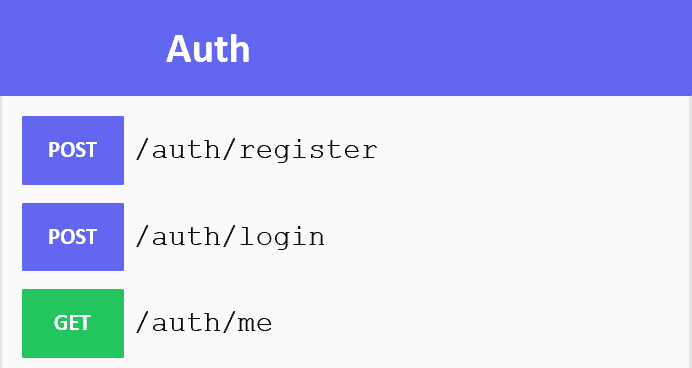 Auth
POST /auth/register
POST /auth/login
GET /auth/me